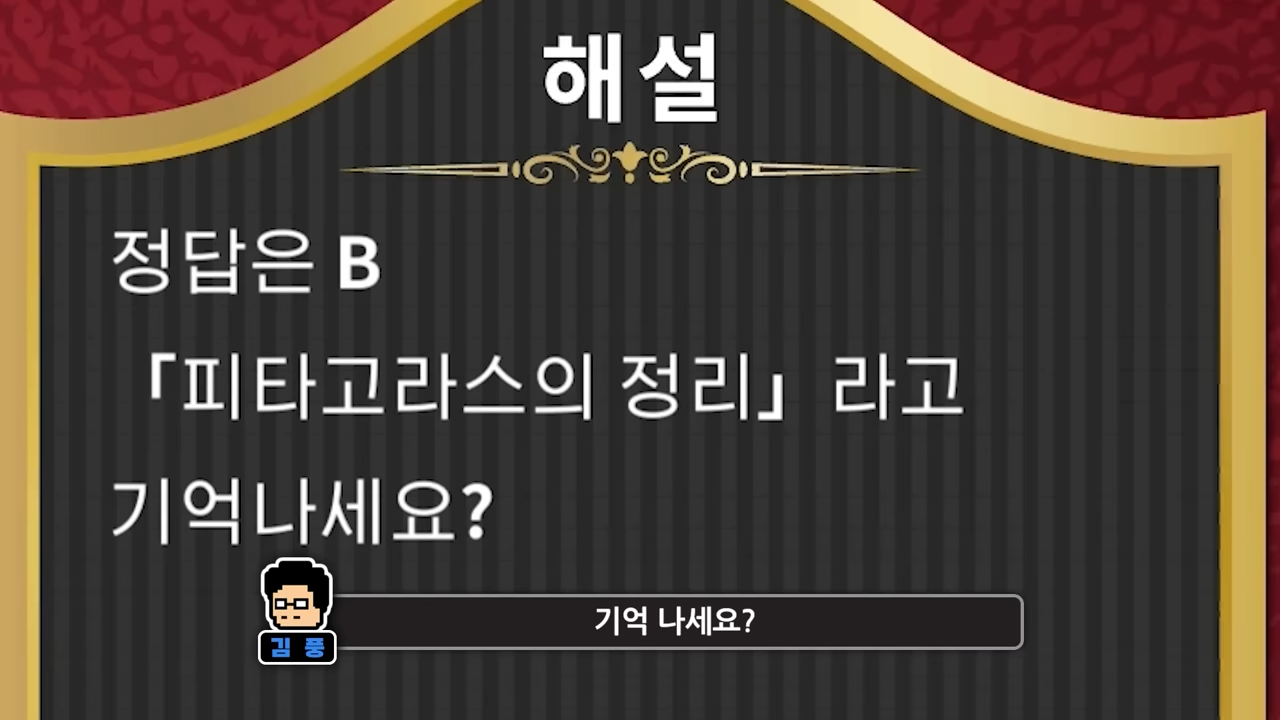 해설
정답은 B
「피타고라스의 정리」 라고
기억나세요?
기억 나세요?
김 풍